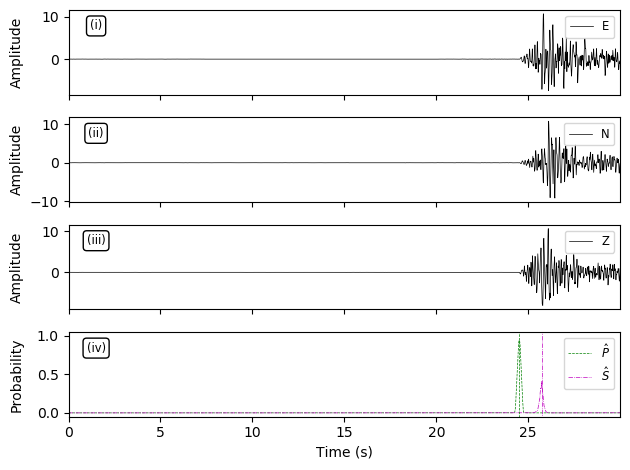 (i)
E
Amplitude
10
0
(ii)
N
Amplitude
10
0
−10
(iii)
Z
Amplitude
10
0
(iv)
P̂
Ŝ
Probability
1.0
0.5
0.0
0 5 10 15 20 25
Time (s)